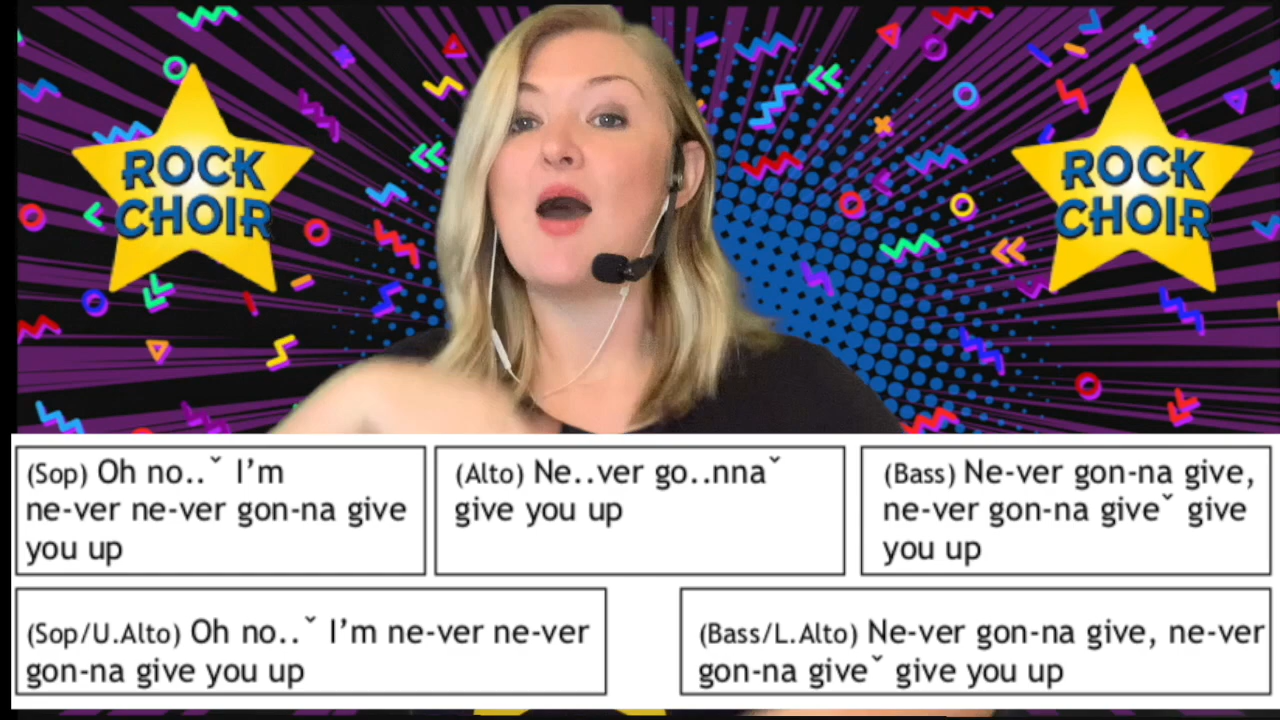 ROCK
CHOIR
ROCK
CHOIR
(Sop) Oh no..ˇ I’m
ne-ver ne-ver gon-na give
you up
(Alto) Ne..ver go..nnaˇ
give you up
(Bass) Ne-ver gon-na give,
ne-ver gon-na giveˇ give
you up
(Sop/U.Alto) Oh no..ˇ I’m ne-ver ne-ver
gon-na give you up
(Bass/L.Alto) Ne-ver gon-na give, ne-ver
gon-na giveˇ give you up